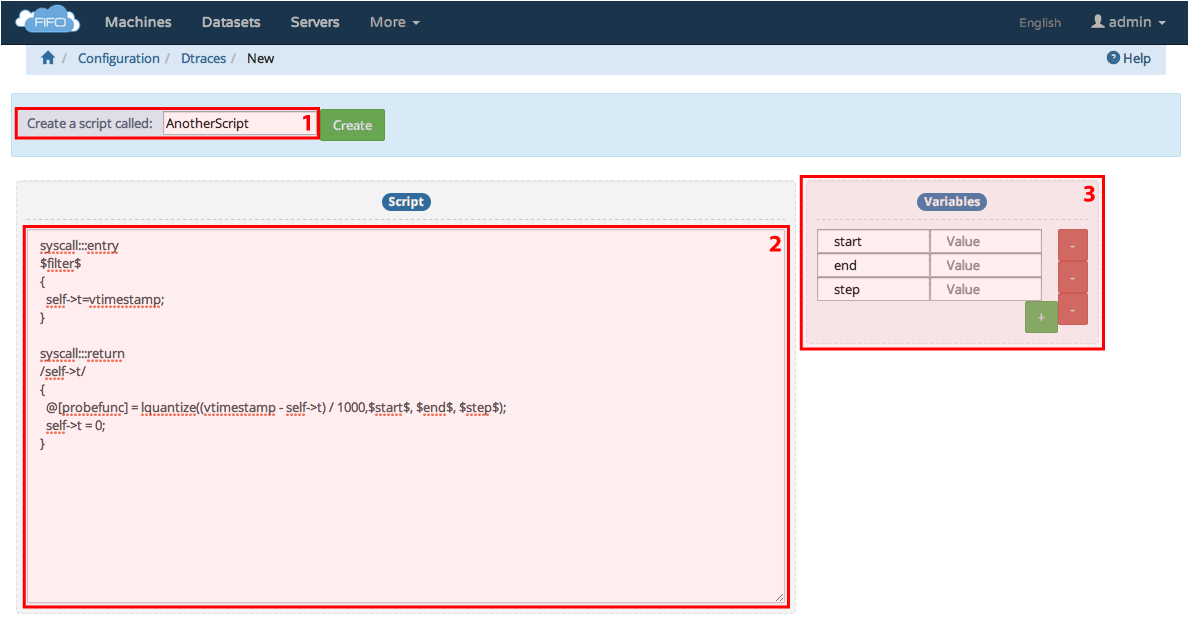 FIFO Machines Datasets Servers More English admin
/ Configuration / Dtraces / New Help
Create a script called: AnotherScript 1 Create
Script
2
syscall:::entry
$filter$
{
self->t=vtimestamp;
}
syscall:::return
/self->t/
{
@[probefunc] = lquantize((vtimestamp - self->t) / 1000,$start$, $end$, $step$);
self->t = 0;
}
Variables 3
start Value -
end Value -
step Value -
+